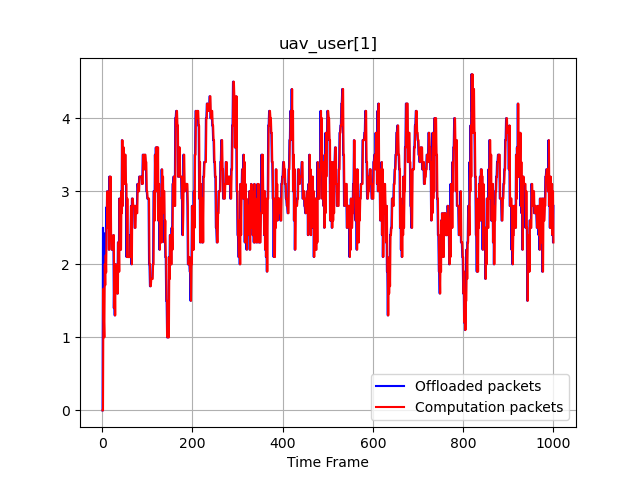 uav_user[1]
4
3
2
1
0
Offloaded packets
Computation packets
0 200 400 600 800 1000
Time Frame